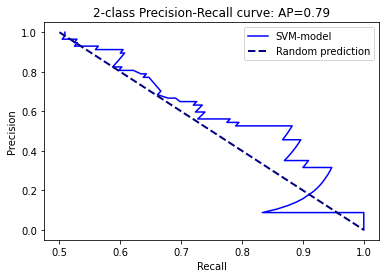 2-class Precision-Recall curve: AP=0.79
SVM-model
Random prediction
Precision
1.0
0.8
0.6
0.4
0.2
0.0
0.5 0.6 0.7 0.8 0.9 1.0
Recall